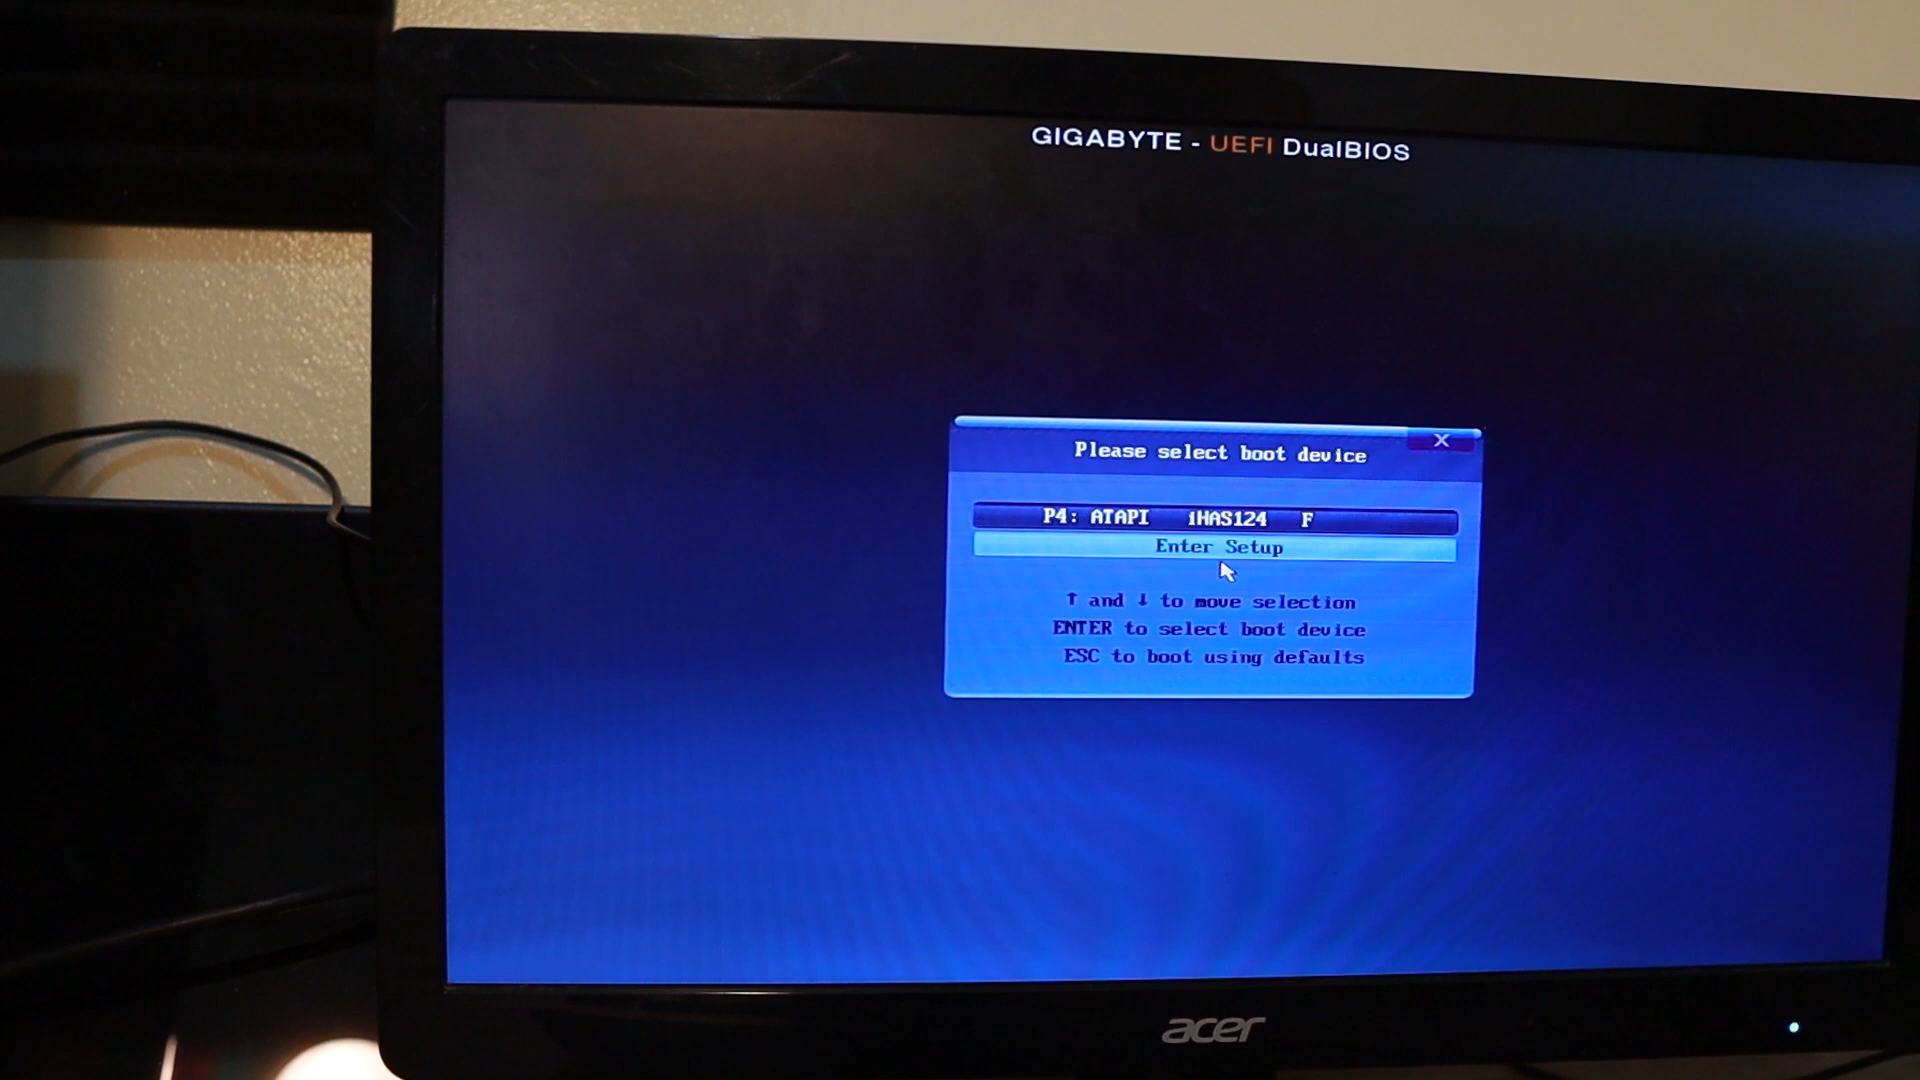 GIGABYTE - UEFI DualBIOS
X
Please select boot device
P4: ATAPI iHAS124 F
Enter Setup
↑ and ↓ to move selection
ENTER to select boot device
ESC to boot using defaults
acer